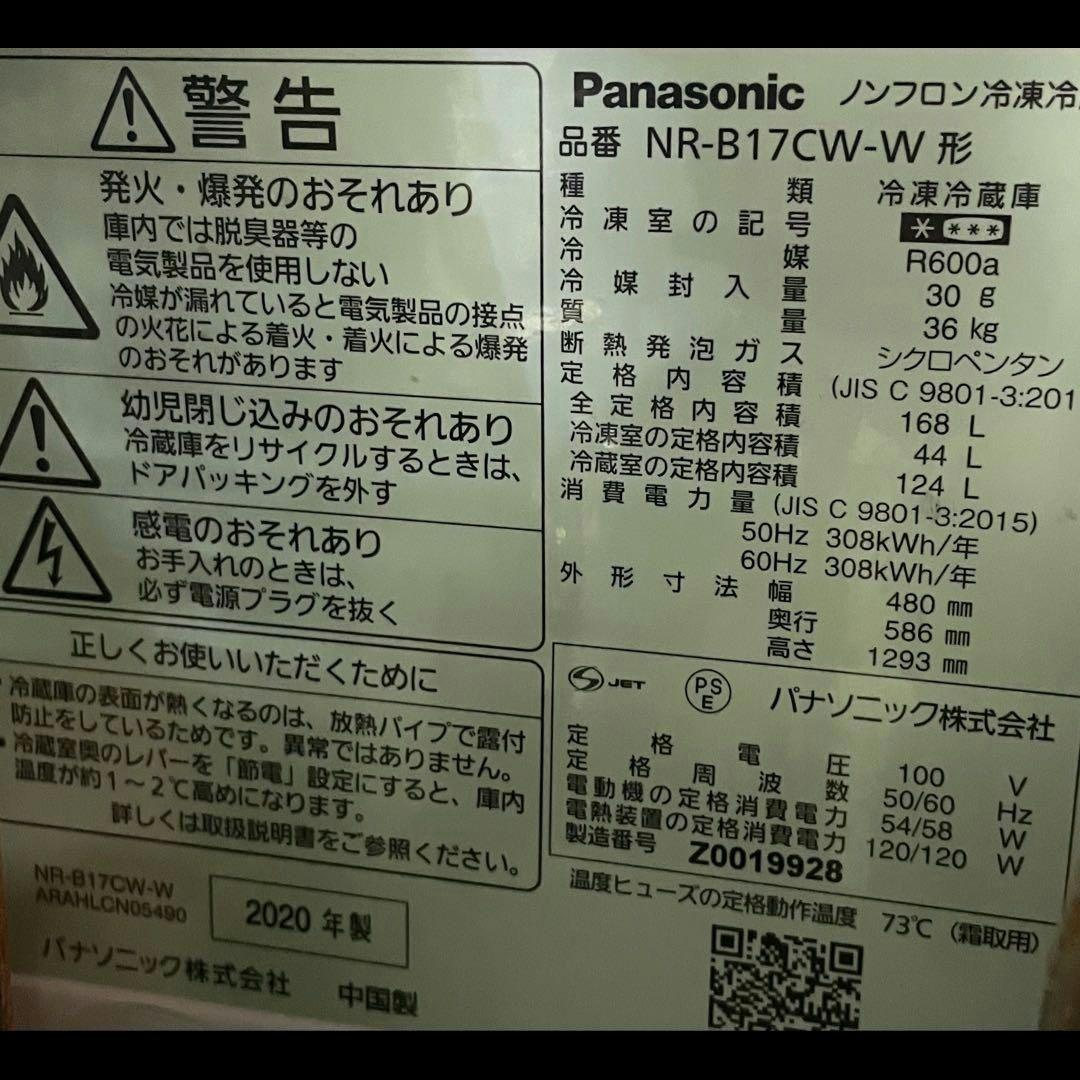 警告
発火・爆発のおそれあり
庫内では脱臭器等の
電気製品を使用しない
冷媒が漏れていると電気製品の接点
の火花による着火・着火による爆発
のおそれがあります
幼児閉じ込みのおそれあり
冷蔵庫をリサイクルするときは、
ドアパッキングを外す
感電のおそれあり
お手入れのときは、
必ず電源プラグを抜く
正しくお使いいただくために
・冷蔵庫の表面が熱くなるのは、放熱パイプで露付
防止をしているためです。異常ではありません。
・冷蔵室奥のレバーを「節電」設定にすると、庫内
温度が約1～2℃高めになります。
詳しくは取扱説明書をご参照ください。
NR-B17CW-W
ARAHLCN05490
2020年製
パナソニック株式会社 中国製
Panasonic ノンフロン冷凍冷
品番 NR-B17CW-W 形
種類 冷凍冷蔵庫
冷凍室の記号 * ***
冷媒 R600a
冷媒封入量 30 g
質量 36 kg
断熱発泡ガス シクロペンタン
定格内容積 (JIS C 9801-3:201
全定格内容積 168 L
冷凍室の定格内容積 44 L
冷蔵室の定格内容積 124 L
消費電力量 (JIS C 9801-3:2015)
50Hz 308kWh/年
60Hz 308kWh/年
外形寸法 幅 480 mm
奥行 586 mm
高さ 1293 mm
JET PSE パナソニック株式会社
定格電圧 100 V
定格周波数 50/60 Hz
電動機の定格消費電力 54/58 W
電熱装置の定格消費電力 120/120 W
製造番号 Z0019928
温度ヒューズの定格動作温度 73℃ (霜取用)